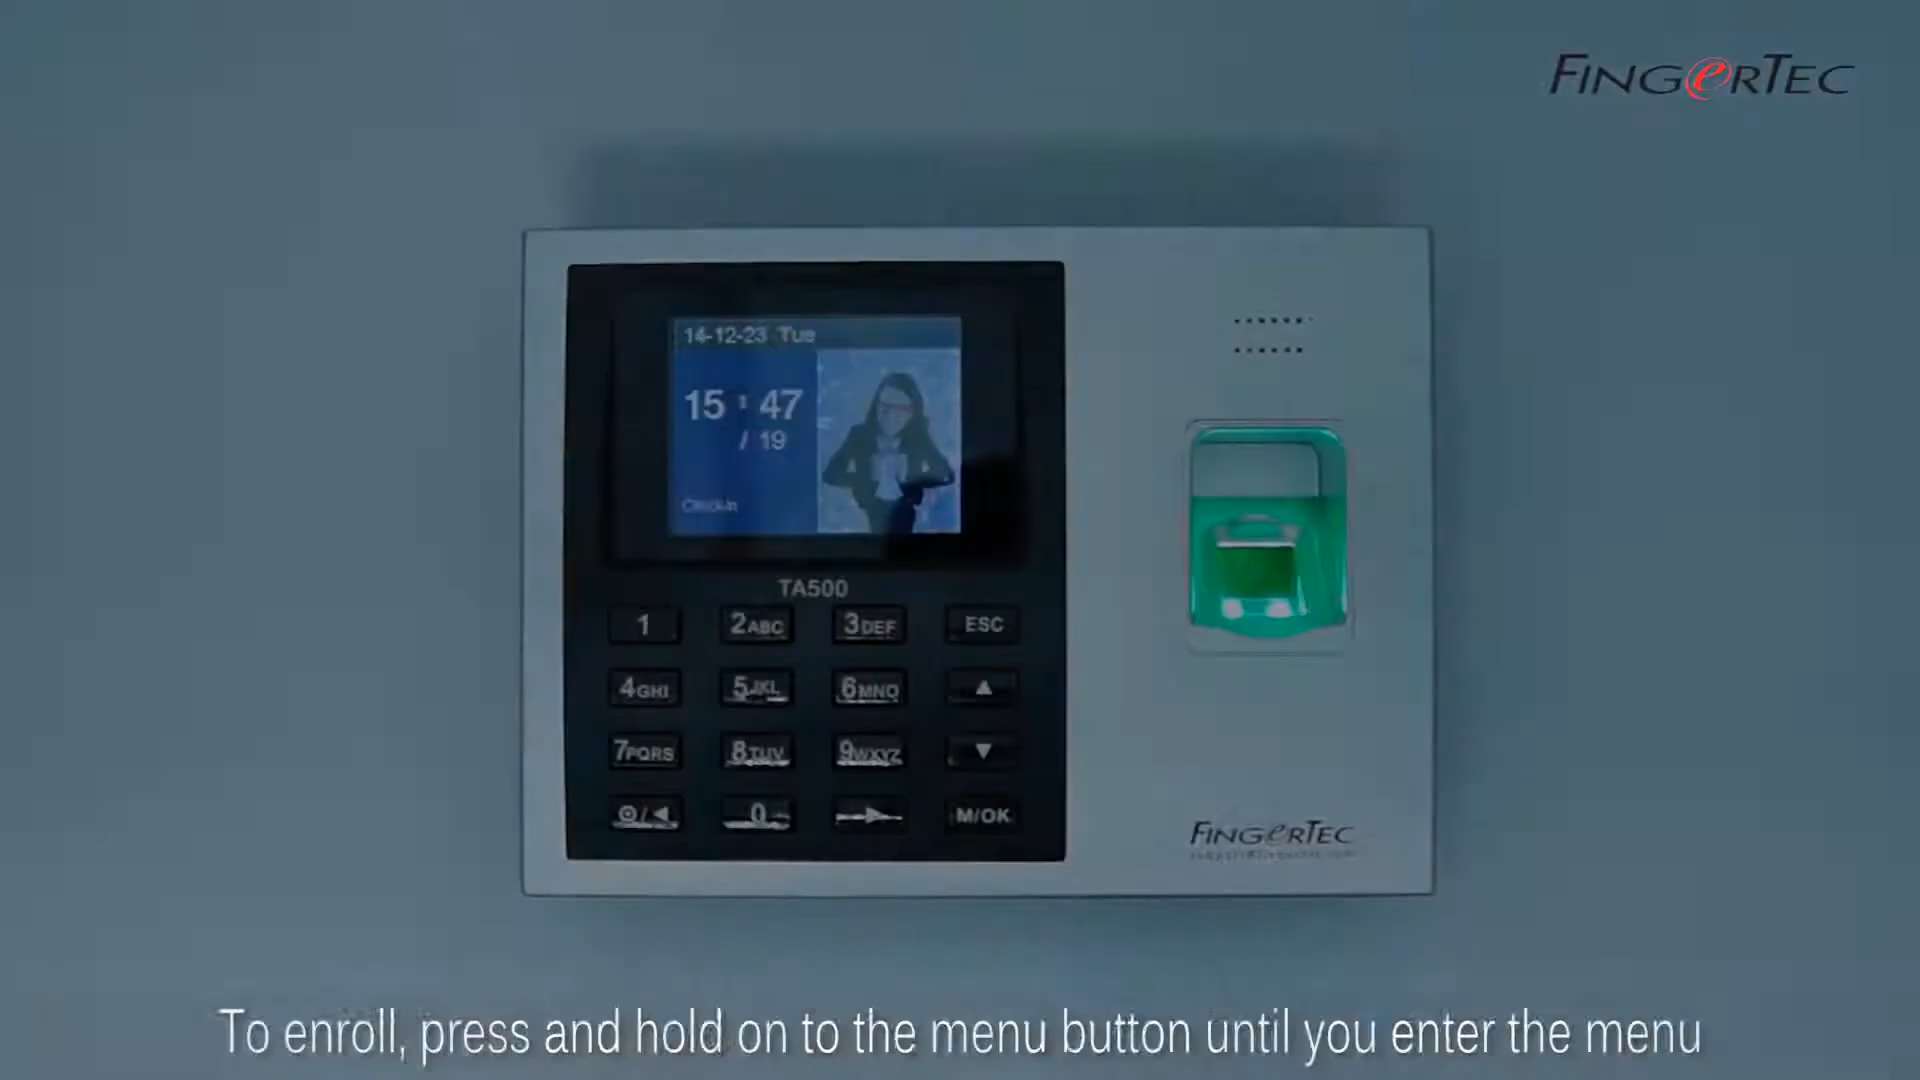 FINGERTEC
14-12-23 Tue
15 : 47
/ 19
Check-In
TA500
1 2ABC 3DEF ESC
4GHI 5JKL 6MNO ▲
7PQRS 8TUV 9WXYZ ▼
/◄ 0 ► M/OK
FINGERTEC
To enroll, press and hold on to the menu button until you enter the menu